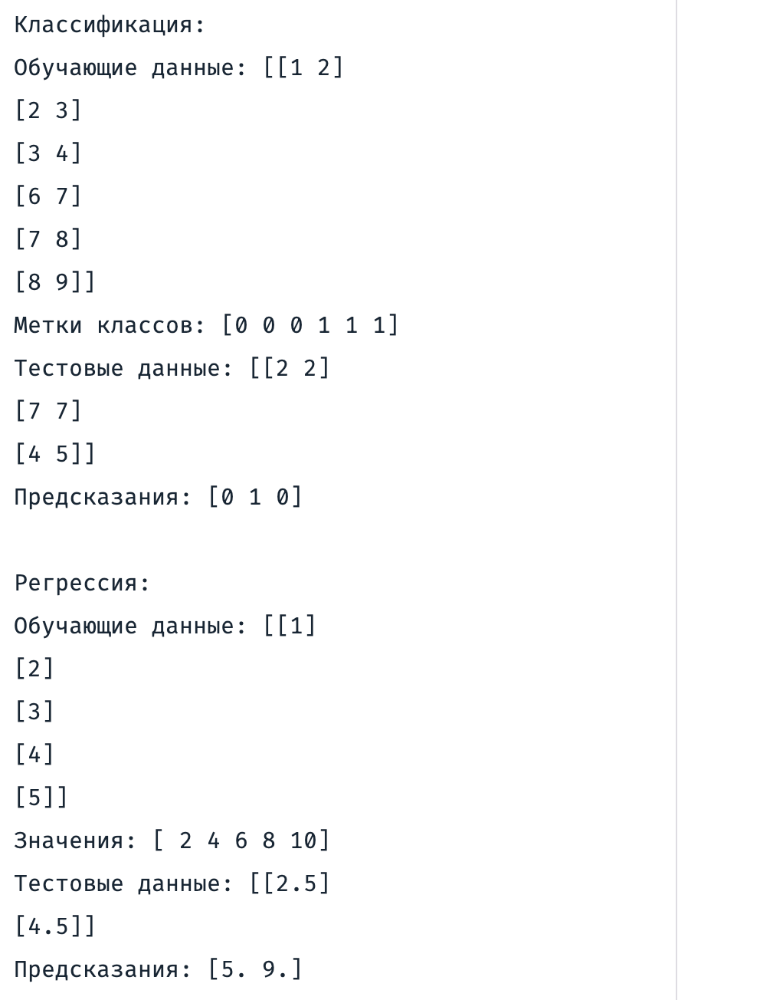 Классификация:
Обучающие данные: [[1 2]
[2 3]
[3 4]
[6 7]
[7 8]
[8 9]]
Метки классов: [0 0 0 1 1 1]
Тестовые данные: [[2 2]
[7 7]
[4 5]]
Предсказания: [0 1 0]
Регрессия:
Обучающие данные: [[1]
[2]
[3]
[4]
[5]]
Значения: [ 2 4 6 8 10]
Тестовые данные: [[2.5]
[4.5]]
Предсказания: [5. 9.]